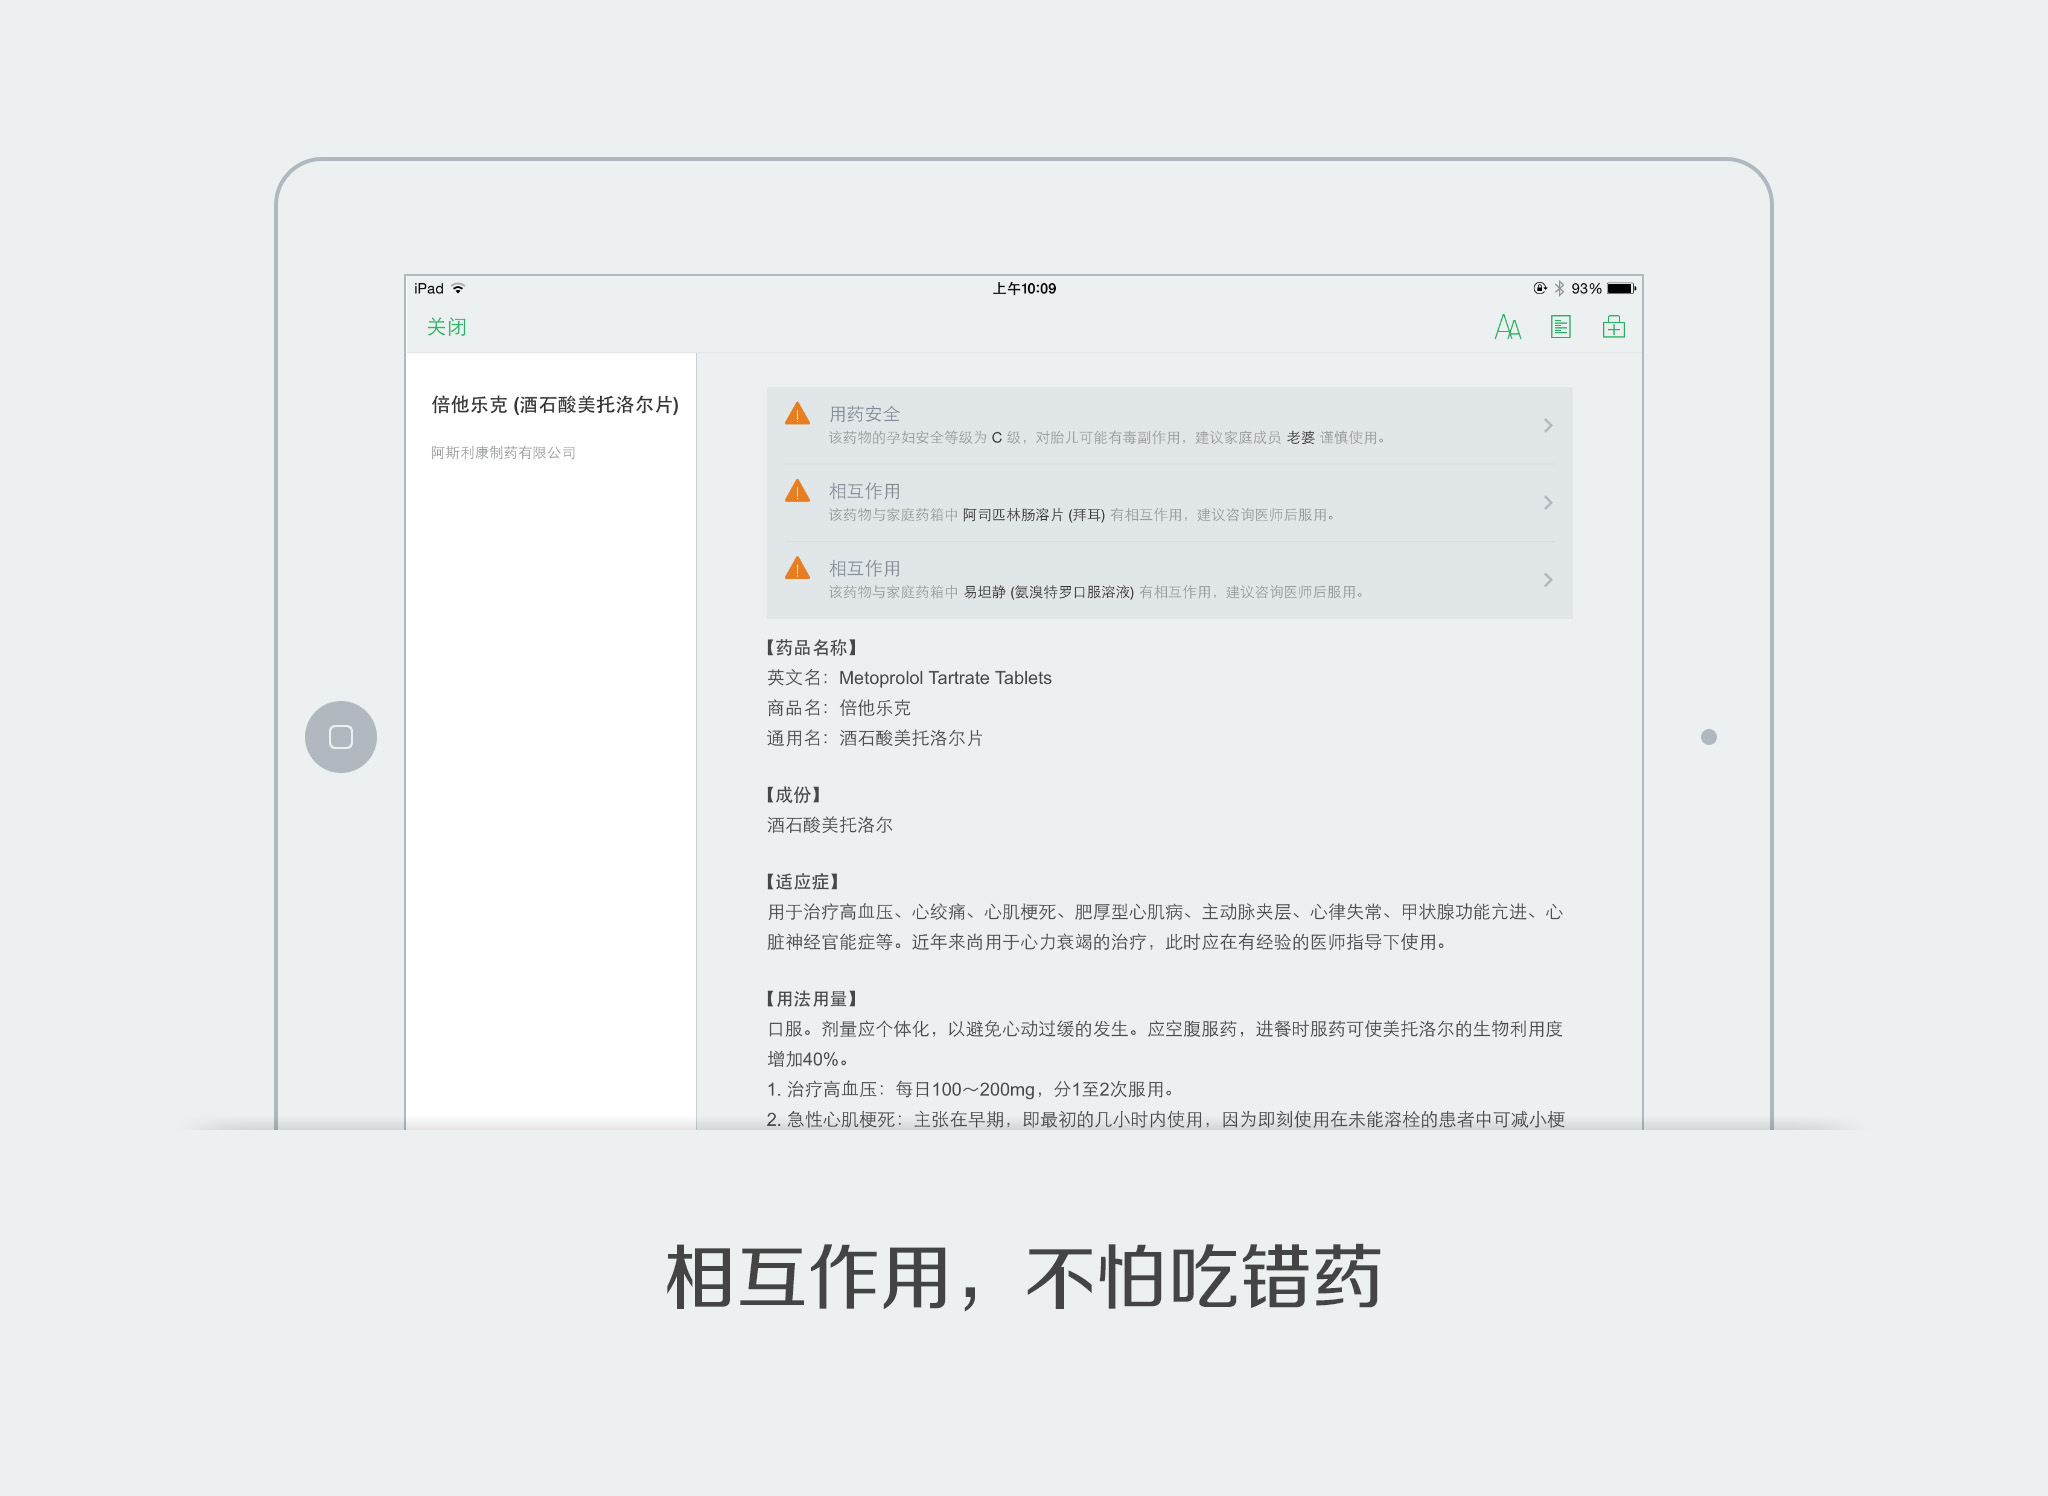 iPad 上午10:09 93%
关闭
倍他乐克 (酒石酸美托洛尔片)
阿斯利康制药有限公司
用药安全
该药物的孕妇安全等级为 C 级，对胎儿可能有毒副作用，建议家庭成员 老婆 谨慎使用。
相互作用
该药物与家庭药箱中 阿司匹林肠溶片 (拜耳) 有相互作用，建议咨询医师后服用。
相互作用
该药物与家庭药箱中 易坦静 (氨溴特罗口服溶液) 有相互作用，建议咨询医师后服用。
【药品名称】
英文名：Metoprolol Tartrate Tablets
商品名：倍他乐克
通用名：酒石酸美托洛尔片
【成份】
酒石酸美托洛尔
【适应症】
用于治疗高血压、心绞痛、心肌梗死、肥厚型心肌病、主动脉夹层、心律失常、甲状腺功能亢进、心
脏神经官能症等。近年来尚用于心力衰竭的治疗，此时应在有经验的医师指导下使用。
【用法用量】
口服。剂量应个体化，以避免心动过缓的发生。应空腹服药，进餐时服药可使美托洛尔的生物利用度
增加40%。
1. 治疗高血压：每日100～200mg，分1至2次服用。
2. 急性心肌梗死：主张在早期，即最初的几小时内使用，因为即刻使用在未能溶栓的患者中可减小梗
相互作用，不怕吃错药